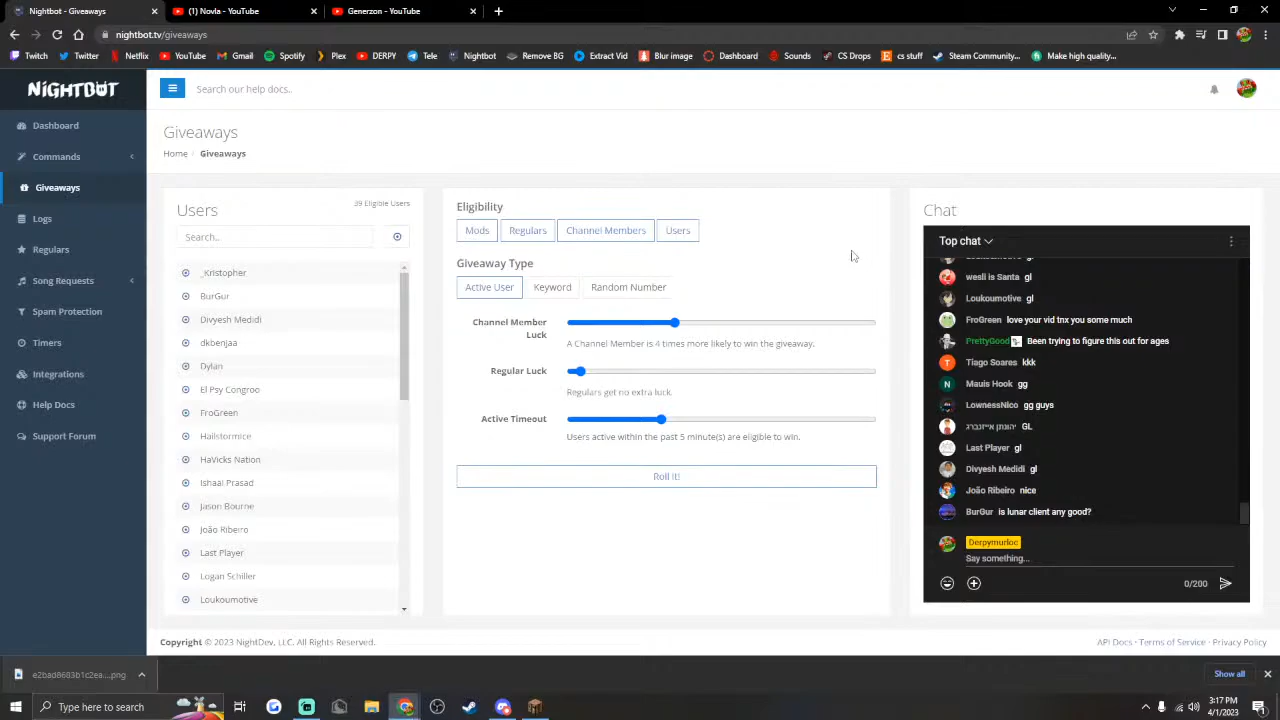 Nightbot - Giveaways
(1) Novla - YouTube
Generzon - YouTube
nightbot.tv/giveaways
Twitch
Twitter
Netflix
YouTube
Gmail
Spotify
Plex
DERPY
Tele
Nightbot
Remove BG
Extract Vid
Blur image
Dashboard
Sounds
CS Drops
cs stuff
Steam Community...
Make high quality...
NiGHTBOT
Search our help docs..
Dashboard
Commands
Giveaways
Logs
Regulars
Song Requests
Spam Protection
Timers
Integrations
Help Docs
Support Forum
Giveaways
Home / Giveaways
Users
39 Eligible Users
Search..
_Kristopher
BurGur
Divyesh Medidi
dkbenjaa
Dylan
El Psy Congroo
FroGreen
Hailstormice
HaVicks Nation
Ishaal Prasad
Jason Bourne
João Ribeiro
Last Player
Logan Schiller
Loukoumotive
Eligibility
Mods
Regulars
Channel Members
Users
Giveaway Type
Active User
Keyword
Random Number
Channel Member
Luck
A Channel Member is 4 times more likely to win the giveaway.
Regular Luck
Regulars get no extra luck.
Active Timeout
Users active within the past 5 minute(s) are eligible to win.
Roll It!
Chat
Top chat
Loukoumotive gl
wesli is Santa gl
Loukoumotive gl
FroGreen love your vid tnx you some much
PrettyGood Been trying to figure this out for ages
T Tiago Soares kkk
N Mauis Hook gg
LownessNico gg guys
יהונתן אייזנברג GL
Last Player gl
Divyesh Medidi gl
João Ribeiro nice
BurGur is lunar client any good?
Derpymurloc
Say something...
0/200
Copyright © 2023 NightDev, LLC. All Rights Reserved.
API Docs · Terms of Service · Privacy Policy
e2bad8603b1c2ea....png
Show all
Type here to search
3:17 PM
4/1/2023